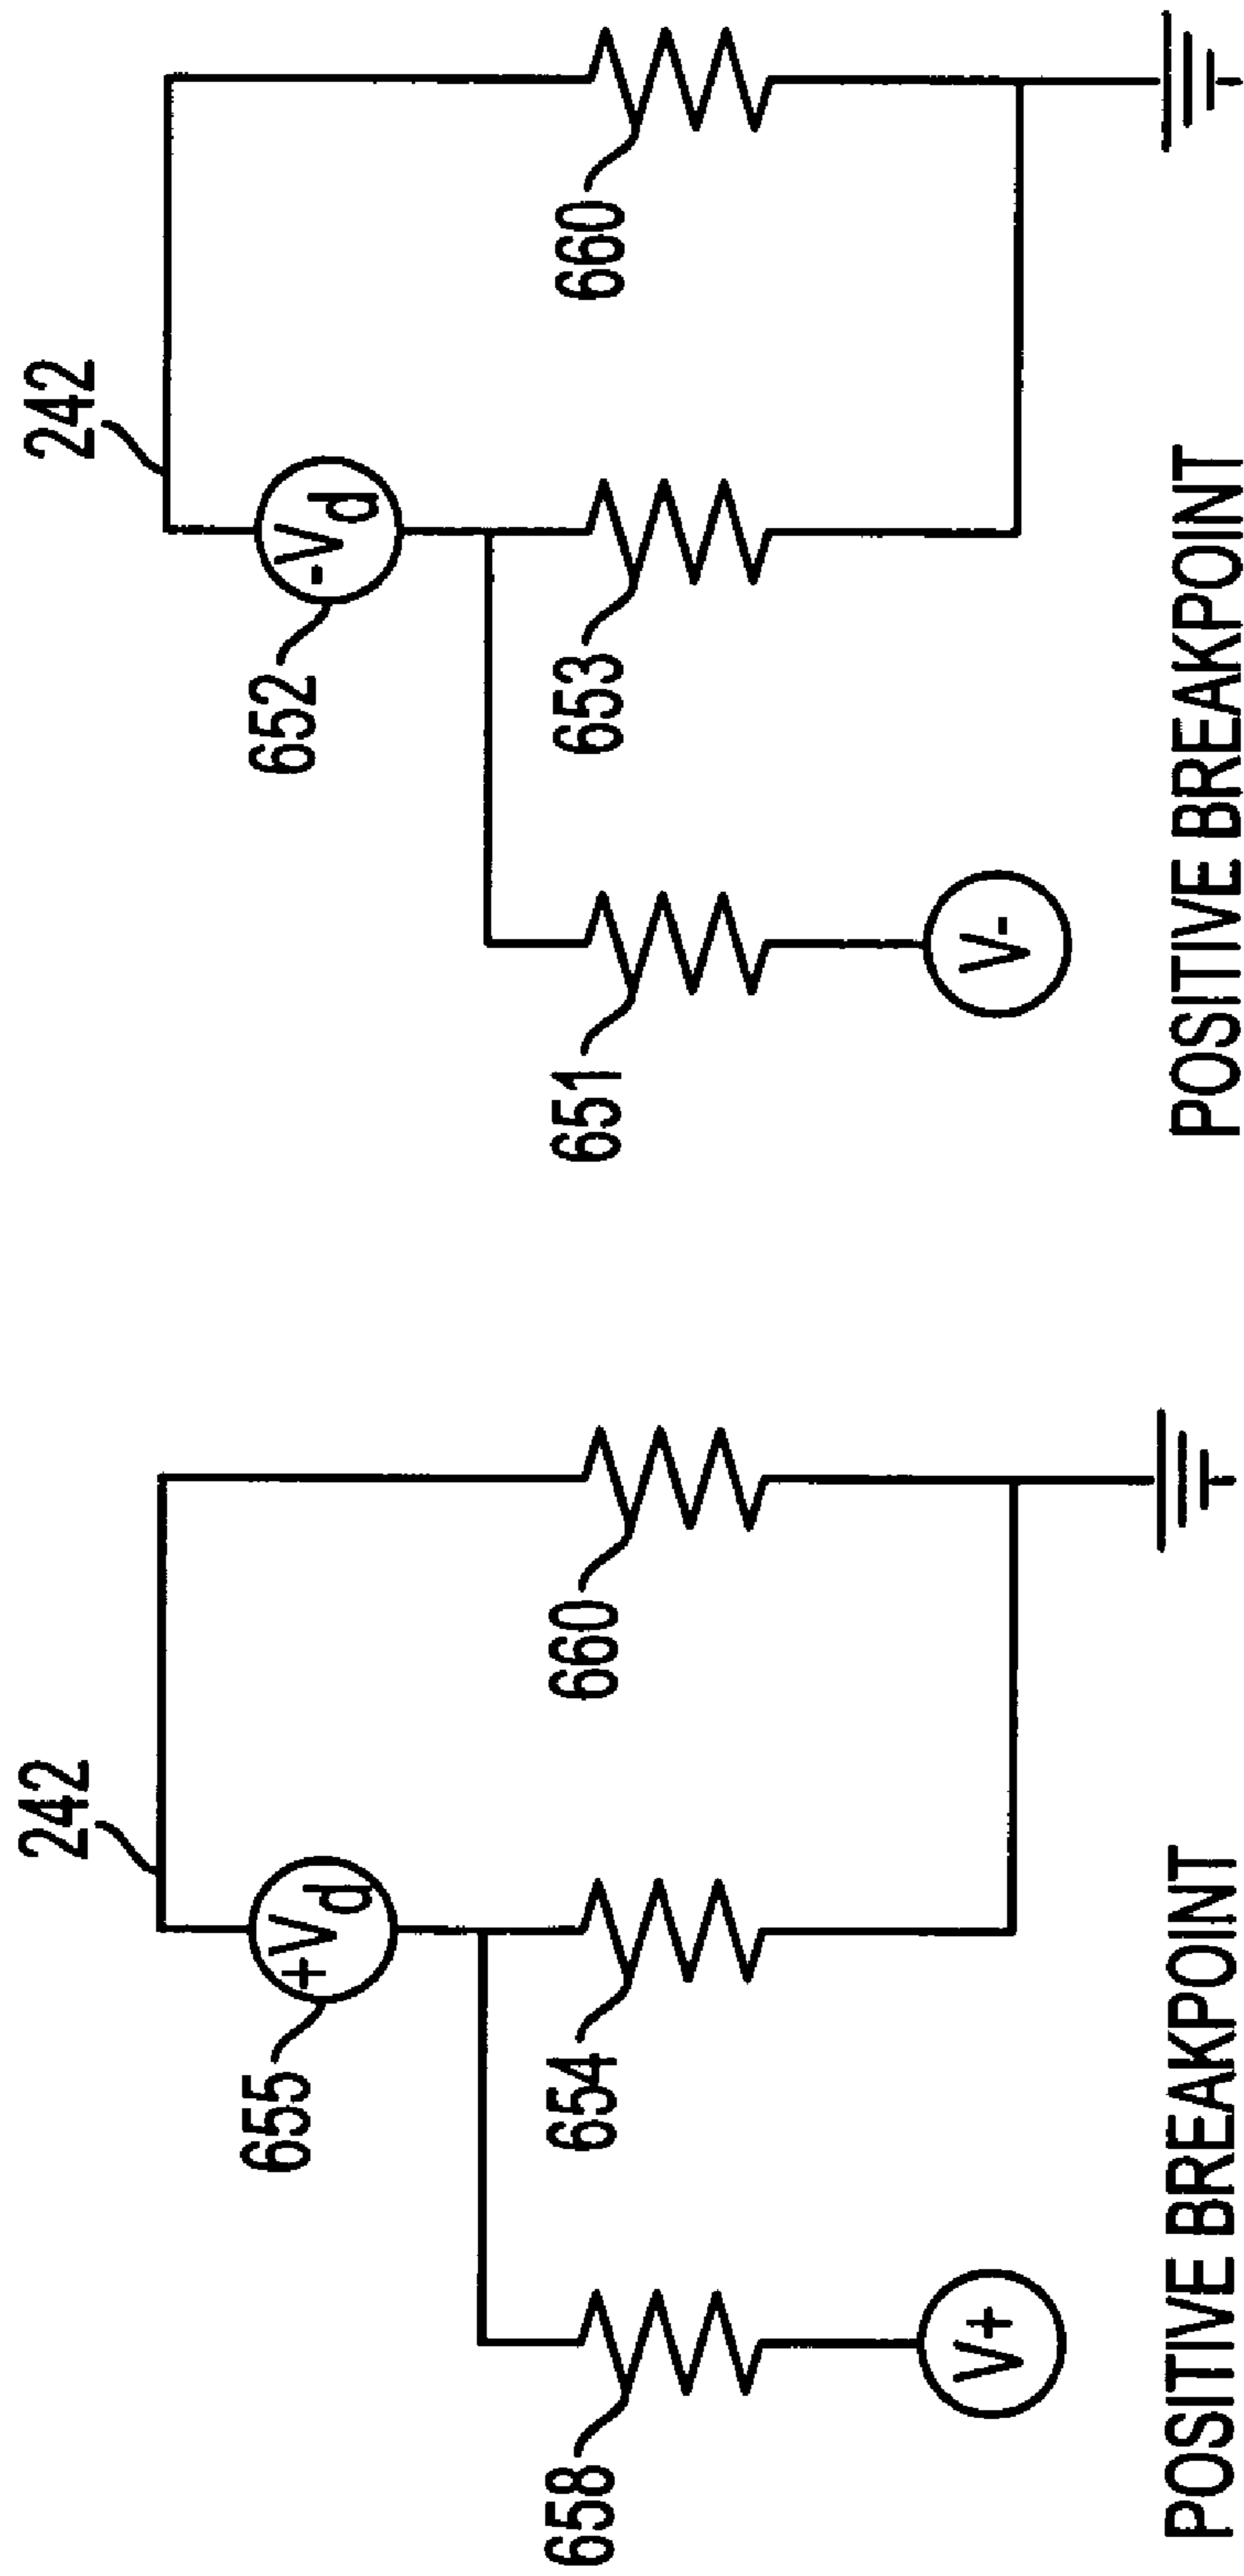 242
655
+Vd
658
654
660
V+
POSITIVE BREAKPOINT
242
652
-Vd
651
653
660
V-
POSITIVE BREAKPOINT